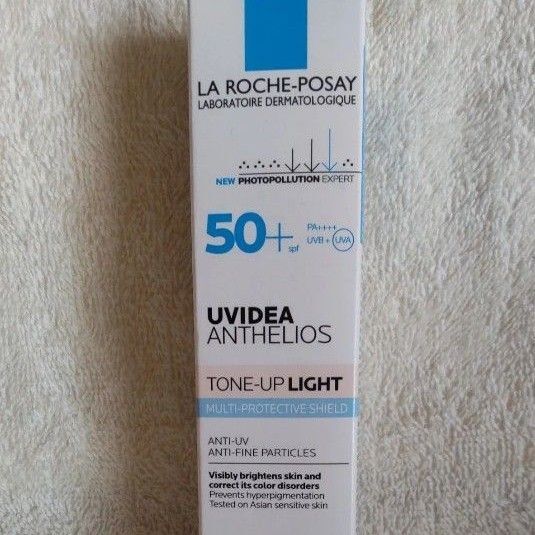 LA ROCHE-POSAY
LABORATOIRE DERMATOLOGIQUE
NEW PHOTOPOLLUTION EXPERT
50+ spf
PA++++
UVB + UVA
UVIDEA
ANTHELIOS
TONE-UP LIGHT
MULTI-PROTECTIVE SHIELD
ANTI-UV
ANTI-FINE PARTICLES
Visibly brightens skin and
correct its color disorders
Prevents hyperpigmentation
Tested on Asian sensitive skin